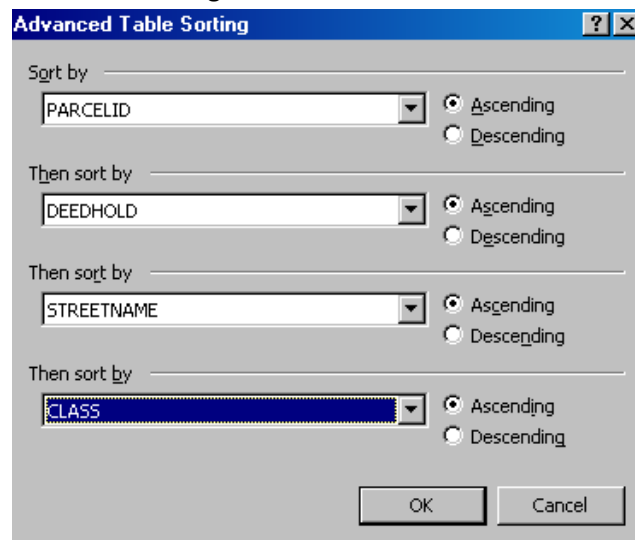 Advanced Table Sorting
Sort by
PARCELID
Ascending
Descending
Then sort by
DEEDHOLD
Ascending
Descending
Then sort by
STREETNAME
Ascending
Descending
Then sort by
CLASS
Ascending
Descending
OK Cancel